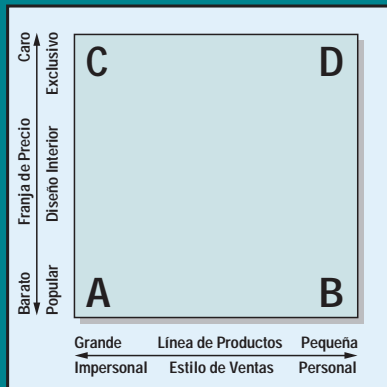 Caro
Franja de Precio
Barato
Exclusivo
Diseño Interior
Popular
C D
A B
Grande Línea de Productos Pequeña
Impersonal Estilo de Ventas Personal